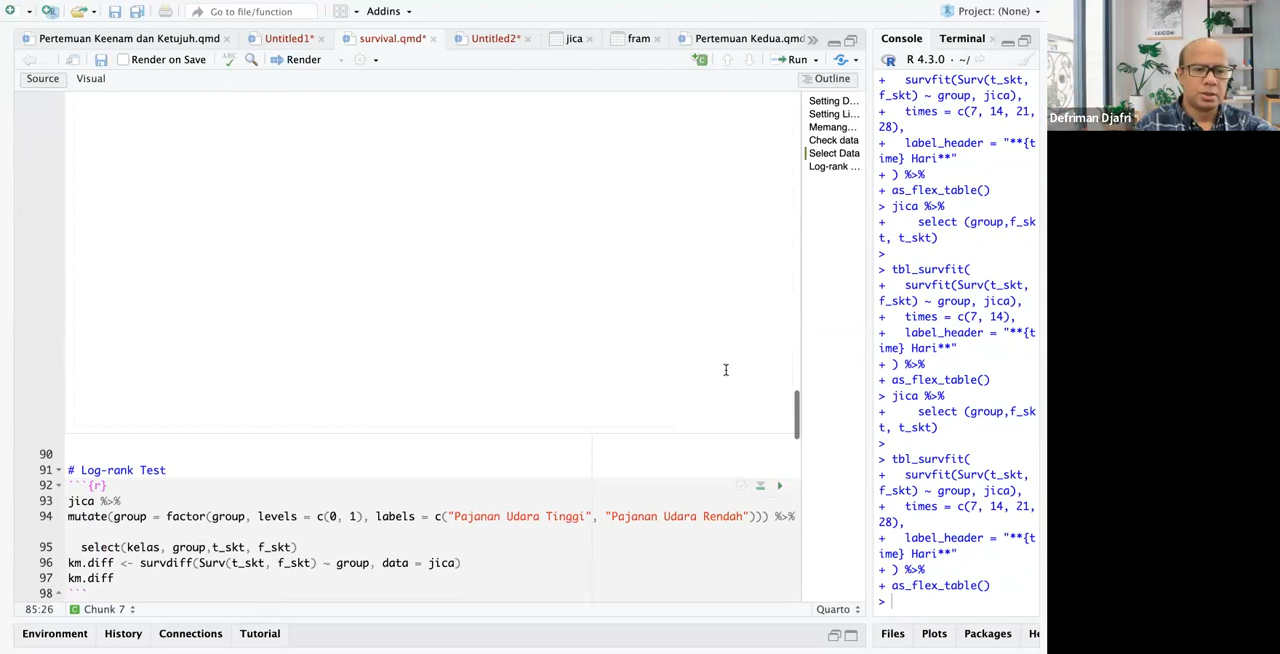 Go to file/function
Addins
Project: (None)
Pertemuan Keenam dan Ketujuh.qmd
Untitled1*
survival.qmd*
Untitled2*
jica
fram
Pertemuan Kedua.qmd
Console
Terminal
Render on Save
ABC
Render
Run
R 4.3.0 · ~/
Source
Visual
Outline
Setting D...
Setting Li...
Memang...
Check data
Select Data
Log-rank ...
+ survfit(Surv(t_skt,
f_skt) ~ group, jica),
+ times = c(7, 14, 21,
28),
+ label_header = "**{t
ime} Hari**"
+ ) %>%
+ as_flex_table()
> jica %>%
+ select (group,f_sk
t, t_skt)
>
> tbl_survfit(
+ survfit(Surv(t_skt,
f_skt) ~ group, jica),
+ times = c(7, 14),
+ label_header = "**{t
ime} Hari**"
+ ) %>%
+ as_flex_table()
> jica %>%
+ select (group,f_sk
t, t_skt)
>
> tbl_survfit(
+ survfit(Surv(t_skt,
f_skt) ~ group, jica),
+ times = c(7, 14, 21,
28),
+ label_header = "**{t
ime} Hari**"
+ ) %>%
+ as_flex_table()
>
Defriman Djafri
90
91 # Log-rank Test
92 ```{r}
93 jica %>%
94 mutate(group = factor(group, levels = c(0, 1), labels = c("Pajanan Udara Tinggi", "Pajanan Udara Rendah"))) %>%
95 select(kelas, group,t_skt, f_skt)
96 km.diff <- survdiff(Surv(t_skt, f_skt) ~ group, data = jica)
97 km.diff
98 ```
85:26
Chunk 7
Quarto
Environment
History
Connections
Tutorial
Files
Plots
Packages
He